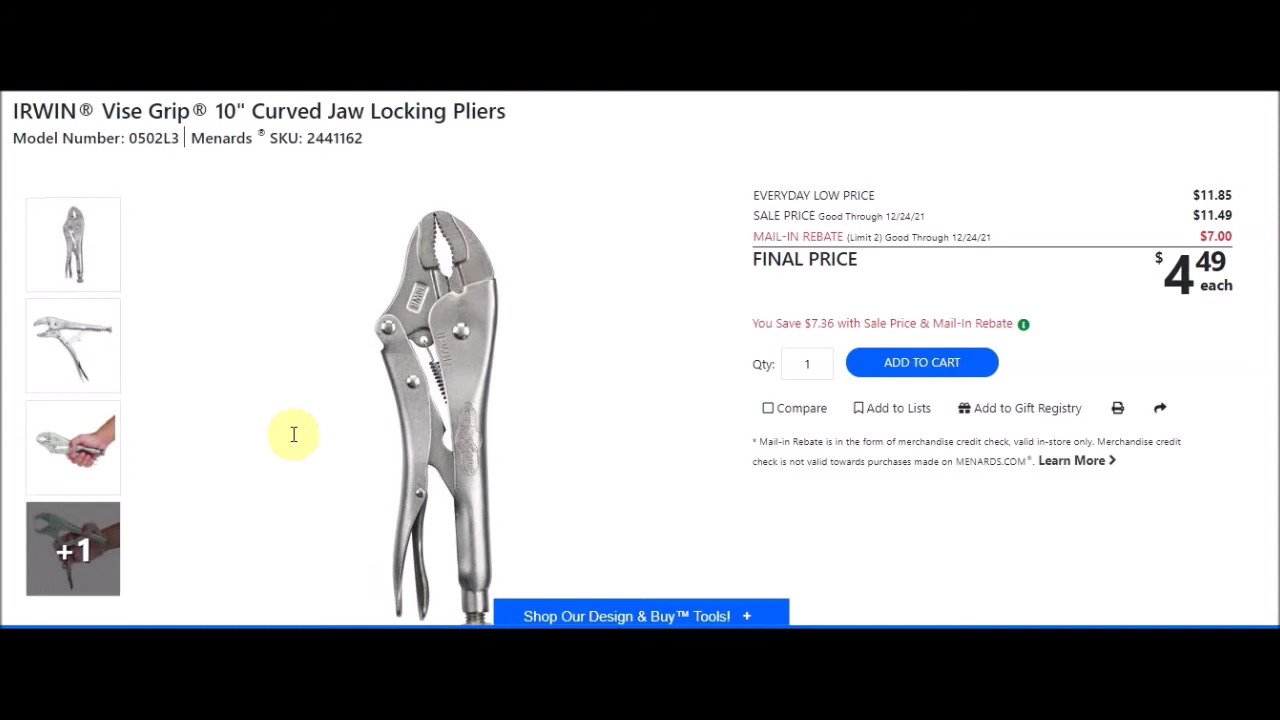 IRWIN® Vise Grip® 10" Curved Jaw Locking Pliers
Model Number: 0502L3 | Menards ® SKU: 2441162
EVERYDAY LOW PRICE $11.85
SALE PRICE Good Through 12/24/21 $11.49
MAIL-IN REBATE (Limit 2) Good Through 12/24/21 $7.00
FINAL PRICE $4 49 each
You Save $7.36 with Sale Price & Mail-In Rebate
Qty: 1 ADD TO CART
Compare Add to Lists Add to Gift Registry
* Mail-in Rebate is in the form of merchandise credit check, valid in-store only. Merchandise credit
check is not valid towards purchases made on MENARDS.COM®. Learn More
IRWIN
+1
Shop Our Design & Buy™ Tools! +